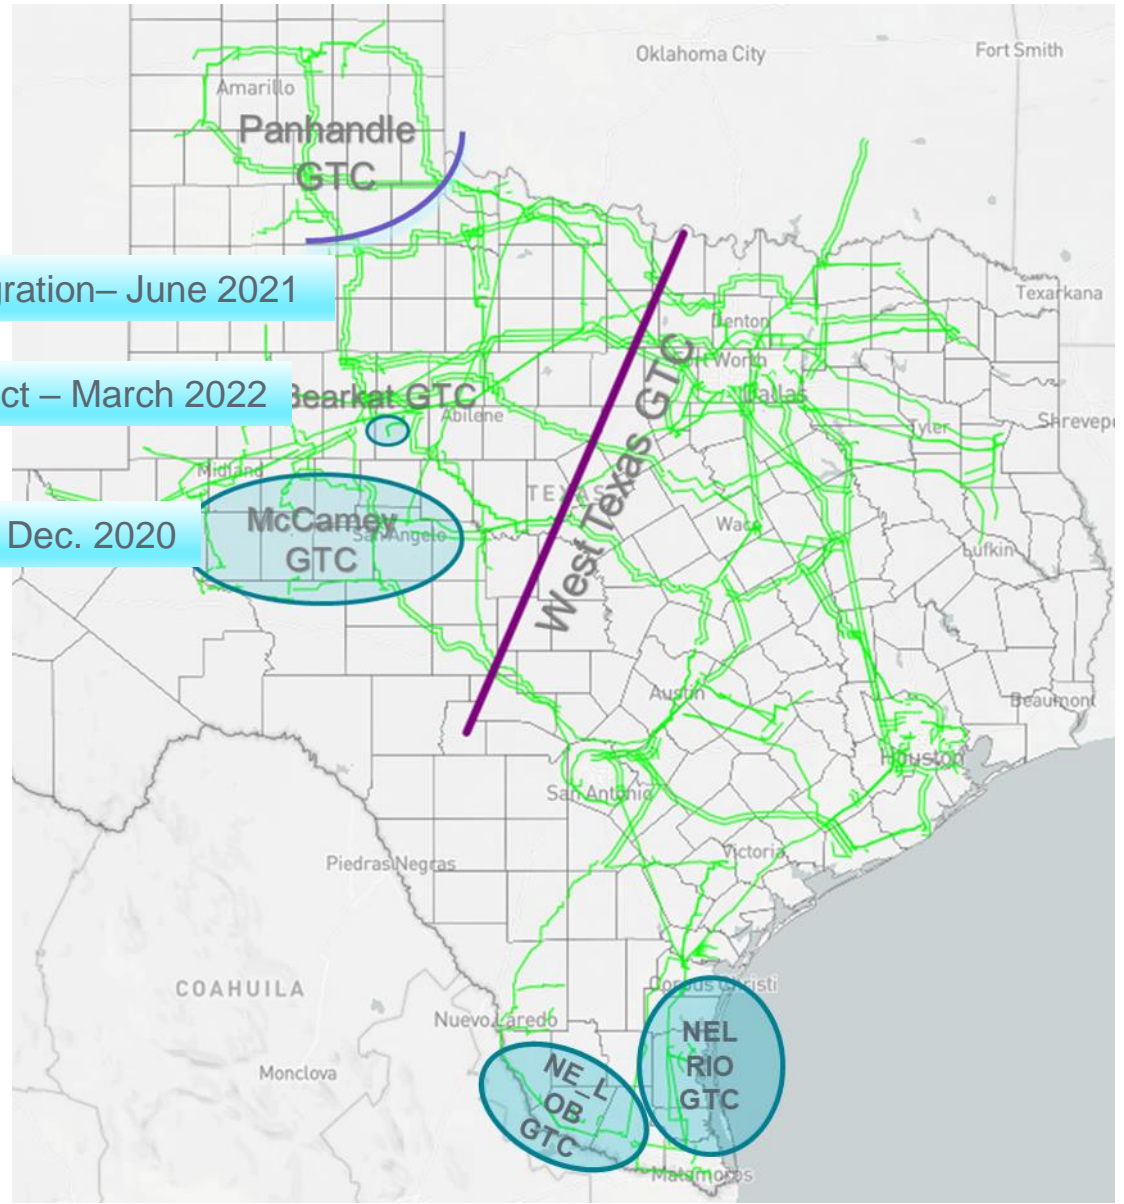 Oklahoma City
Fort Smith
Amarillo
Panhandle
GTC
gration– June 2021
Texarkana
Denton
Fort Worth
Dallas
ct – March 2022
Bearkat GTC
Abilene
Shrevep
Tyler
Midland
TEXAS
West Texas GTC
Dec. 2020
McCamey
GTC
San Angelo
Waco
Lufkin
Austin
Beaumont
Houston
San Antonio
Victoria
Piedras Negras
COAHUILA
Corpus Christi
Nuevo Laredo
NEL
RIO
GTC
NE_L
OB
GTC
Monclova
Matamoros